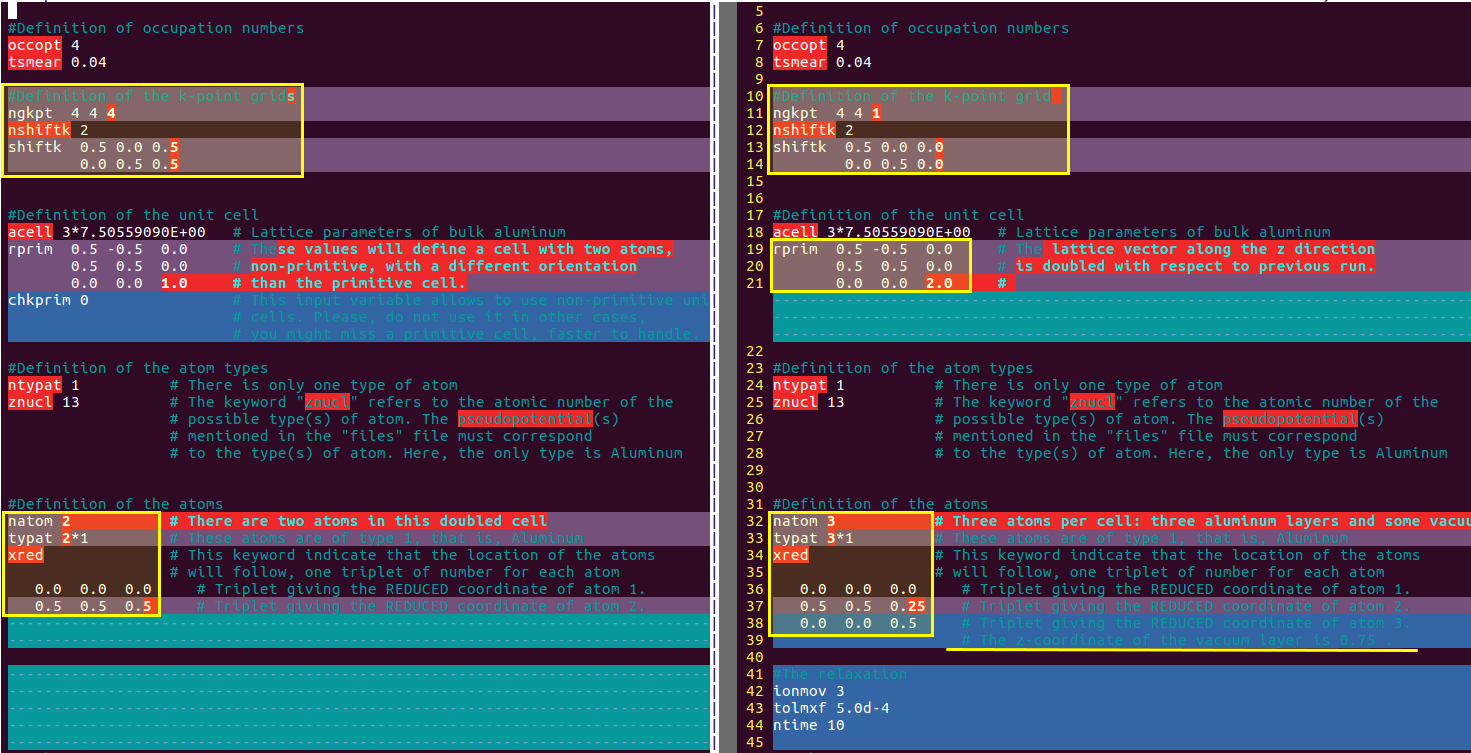 #Definition of occupation numbers
occopt 4
tsmear 0.04
#Definition of the k-point grids
ngkpt 4 4 4
nshiftk 2
shiftk 0.5 0.0 0.5
0.0 0.5 0.5
#Definition of the unit cell
acell 3*7.50559090E+00 # Lattice parameters of bulk aluminum
rprim 0.5 -0.5 0.0 # These values will define a cell with two atoms,
0.5 0.5 0.0 # non-primitive, with a different orientation
0.0 0.0 1.0 # than the primitive cell.
chkprim 0 # This input variable allows to use non-primitive uni
# cells. Please, do not use it in other cases,
# you might miss a primitive cell, faster to handle.
#Definition of the atom types
ntypat 1 # There is only one type of atom
znucl 13 # The keyword "znucl" refers to the atomic number of the
# possible type(s) of atom. The pseudopotential(s)
# mentioned in the "files" file must correspond
# to the type(s) of atom. Here, the only type is Aluminum
#Definition of the atoms
natom 2 # There are two atoms in this doubled cell
typat 2*1 # These atoms are of type 1, that is, Aluminum
xred # This keyword indicate that the location of the atoms
# will follow, one triplet of number for each atom
0.0 0.0 0.0 # Triplet giving the REDUCED coordinate of atom 1.
0.5 0.5 0.5 # Triplet giving the REDUCED coordinate of atom 2.
5
6 #Definition of occupation numbers
7 occopt 4
8 tsmear 0.04
9
10 #Definition of the k-point grid
11 ngkpt 4 4 1
12 nshiftk 2
13 shiftk 0.5 0.0 0.0
14 0.0 0.5 0.0
15
16
17 #Definition of the unit cell
18 acell 3*7.50559090E+00 # Lattice parameters of bulk aluminum
19 rprim 0.5 -0.5 0.0 # The lattice vector along the z direction
20 0.5 0.5 0.0 # is doubled with respect to previous run.
21 0.0 0.0 2.0 #
22
23 #Definition of the atom types
24 ntypat 1 # There is only one type of atom
25 znucl 13 # The keyword "znucl" refers to the atomic number of the
26 # possible type(s) of atom. The pseudopotential(s)
27 # mentioned in the "files" file must correspond
28 # to the type(s) of atom. Here, the only type is Aluminum
29
30
31 #Definition of the atoms
32 natom 3 # Three atoms per cell: three aluminum layers and some vacuu
33 typat 3*1 # These atoms are of type 1, that is, Aluminum
34 xred # This keyword indicate that the location of the atoms
35 # will follow, one triplet of number for each atom
36 0.0 0.0 0.0 # Triplet giving the REDUCED coordinate of atom 1.
37 0.5 0.5 0.25 # Triplet giving the REDUCED coordinate of atom 2.
38 0.0 0.0 0.5 # Triplet giving the REDUCED coordinate of atom 3.
39 # The z-coordinate of the vacuum layer is 0.75 .
40
41 #The relaxation
42 ionmov 3
43 tolmxf 5.0d-4
44 ntime 10
45